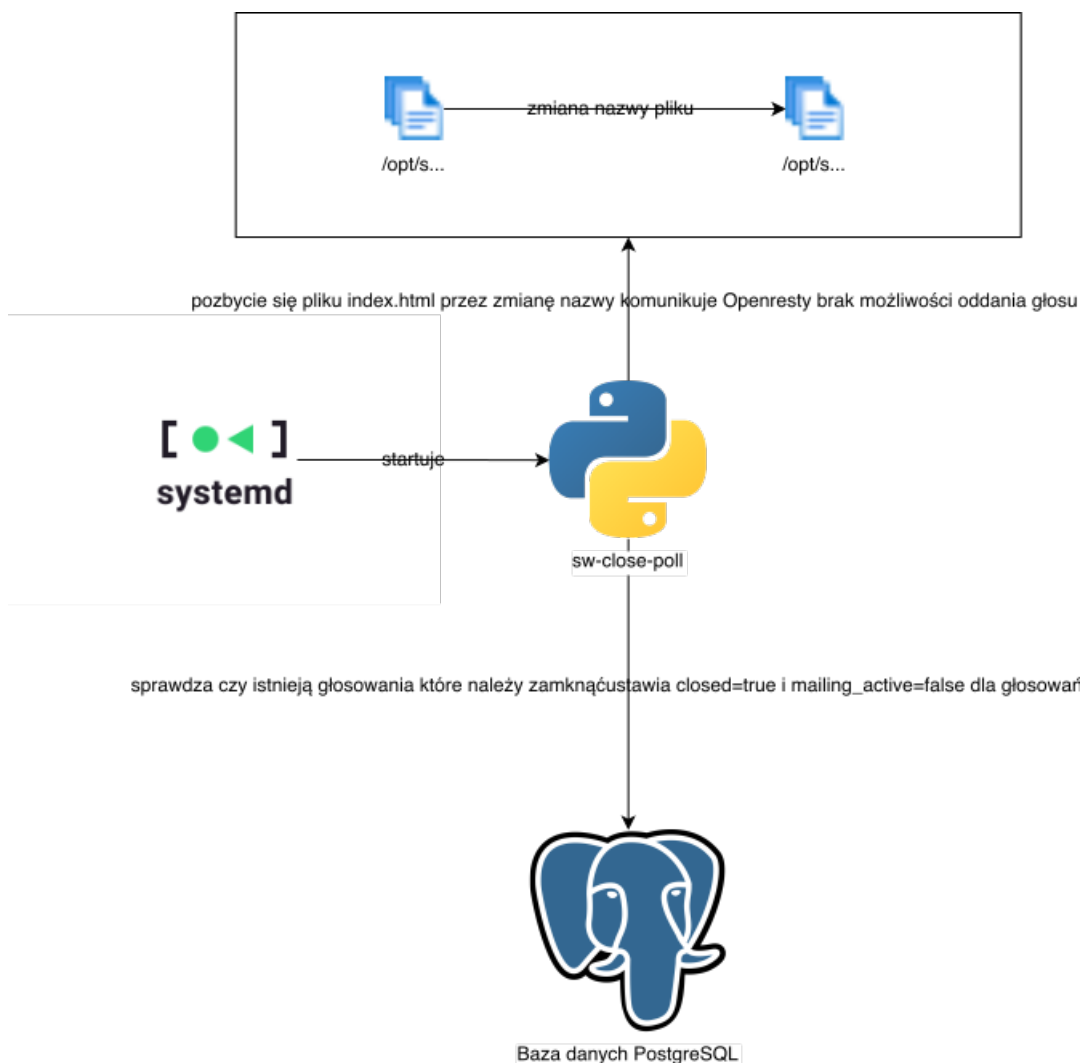 zmiana nazwy pliku
/opt/s...
/opt/s...
pozbycie się pliku index.html przez zmianę nazwy komunikuje Openresty brak możliwości oddania głosu
[ ] systemd
startuje
sw-close-poll
sprawdza czy istnieją głosowania które należy zamknąćustawia closed=true i mailing_active=false dla głosowań
Baza danych PostgreSQL